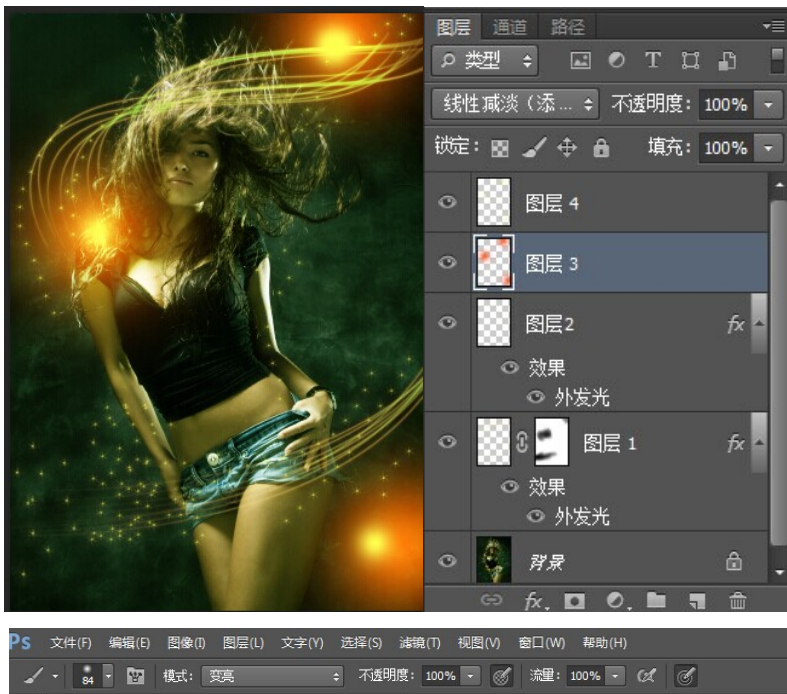 图层 通道 路径
类型
线性减淡（添... 不透明度: 100%
锁定: 填充: 100%
图层 4
图层 3
图层2 fx
效果
外发光
图层 1 fx
效果
外发光
背景
fx.
Ps 文件(F) 编辑(E) 图像(I) 图层(L) 文字(Y) 选择(S) 滤镜(T) 视图(V) 窗口(W) 帮助(H)
84 模式: 变亮 不透明度: 100% 流量: 100%